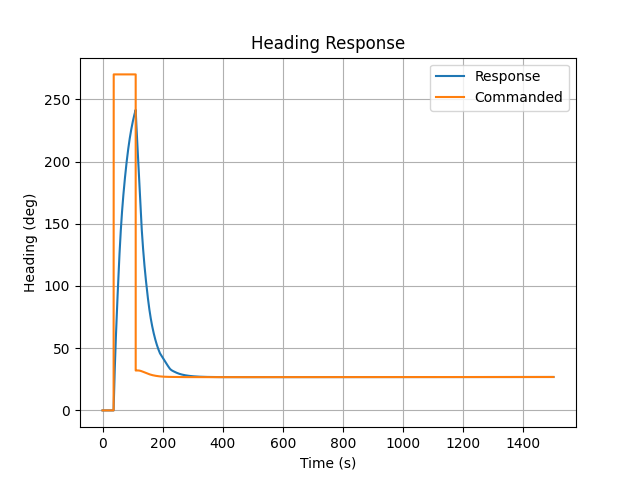 Heading Response
Response
Commanded
Heading (deg)
250
200
150
100
50
0
0 200 400 600 800 1000 1200 1400
Time (s)